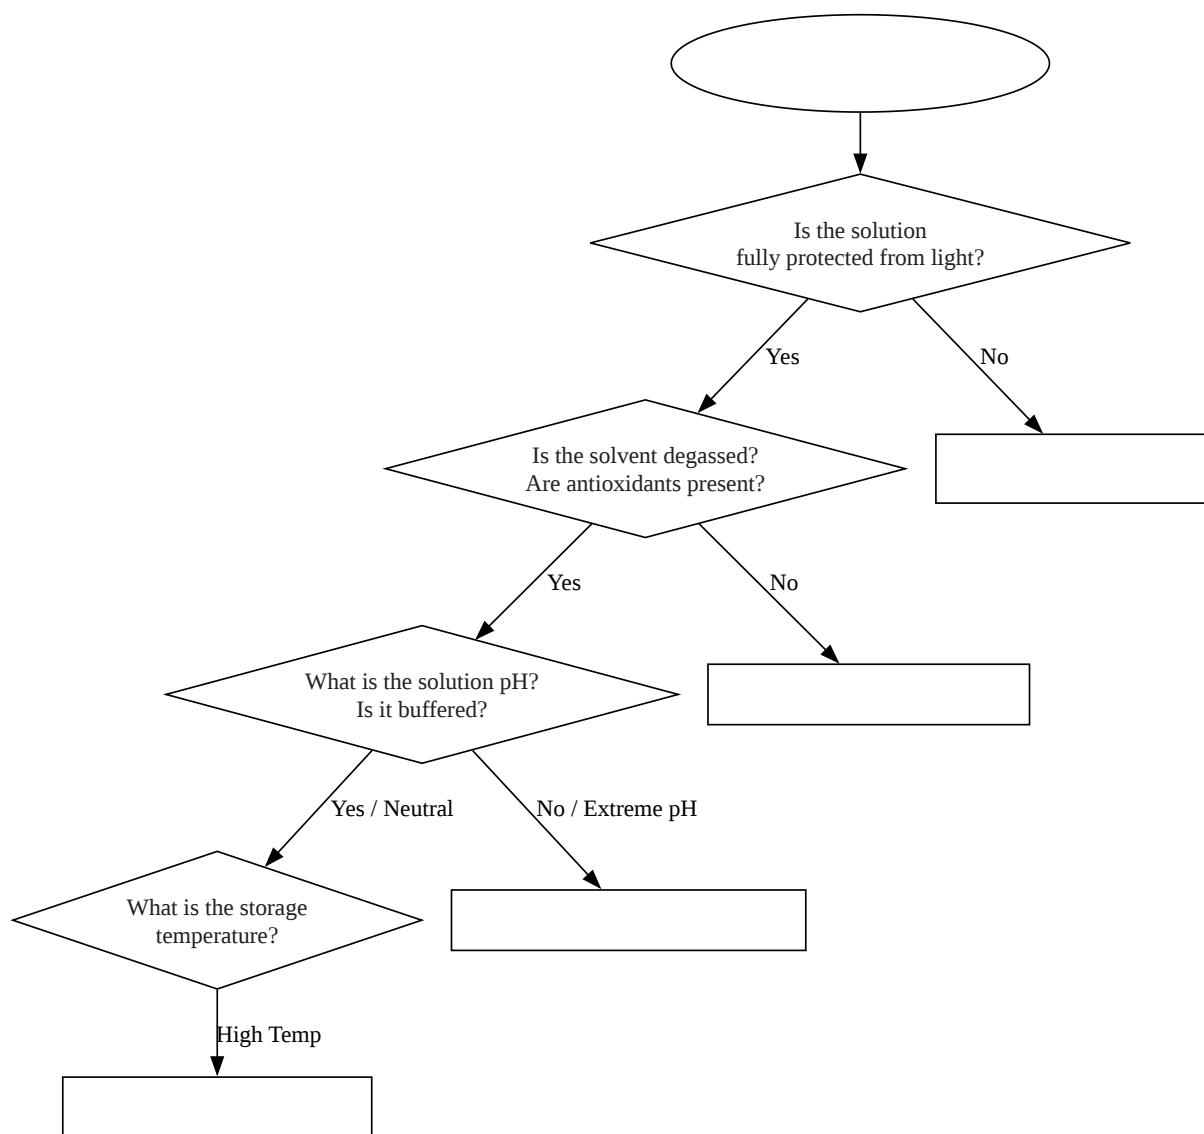 Is the solution
fully protected from light?
Yes
No
Is the solvent degassed?
Are antioxidants present?
Yes
No
What is the solution pH?
Is it buffered?
Yes / Neutral
No / Extreme pH
What is the storage
temperature?
High Temp